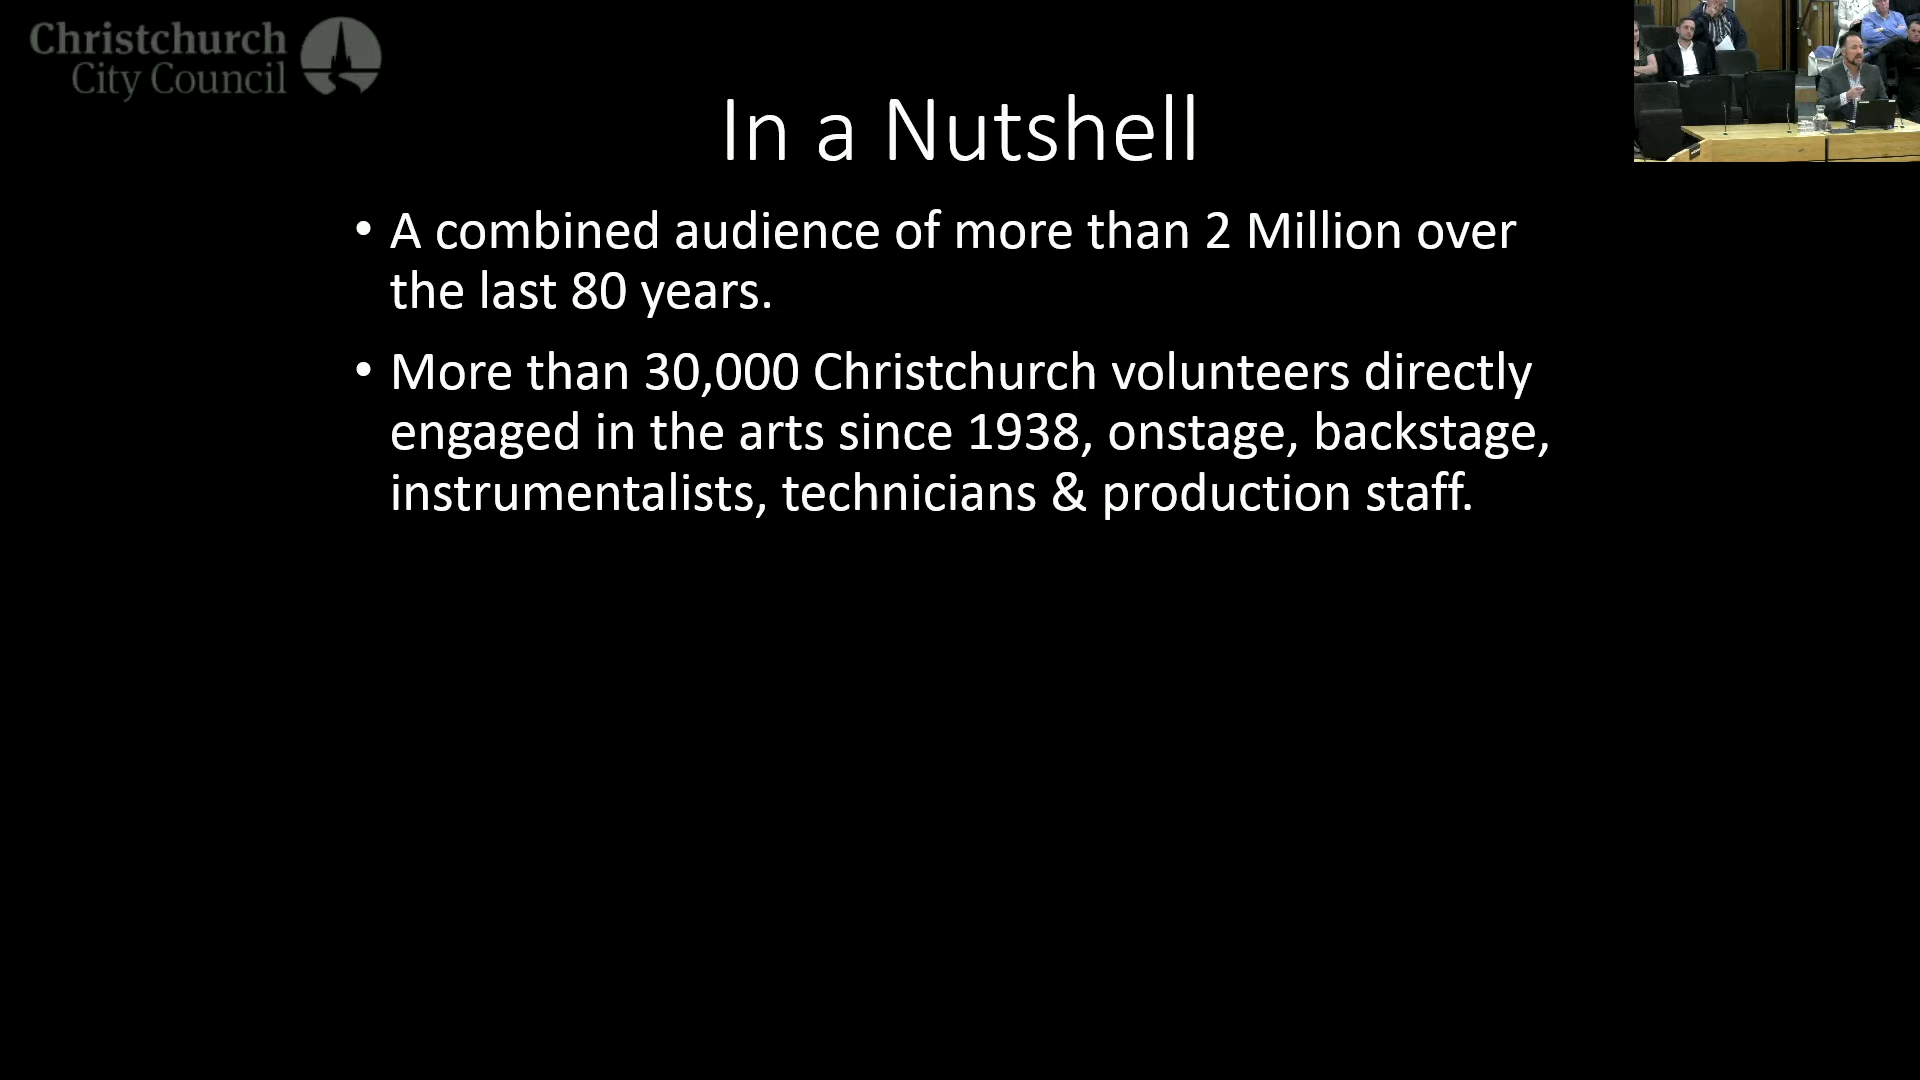 Christchurch
City Council
In a Nutshell
• A combined audience of more than 2 Million over
the last 80 years.
• More than 30,000 Christchurch volunteers directly
engaged in the arts since 1938, onstage, backstage,
instrumentalists, technicians & production staff.